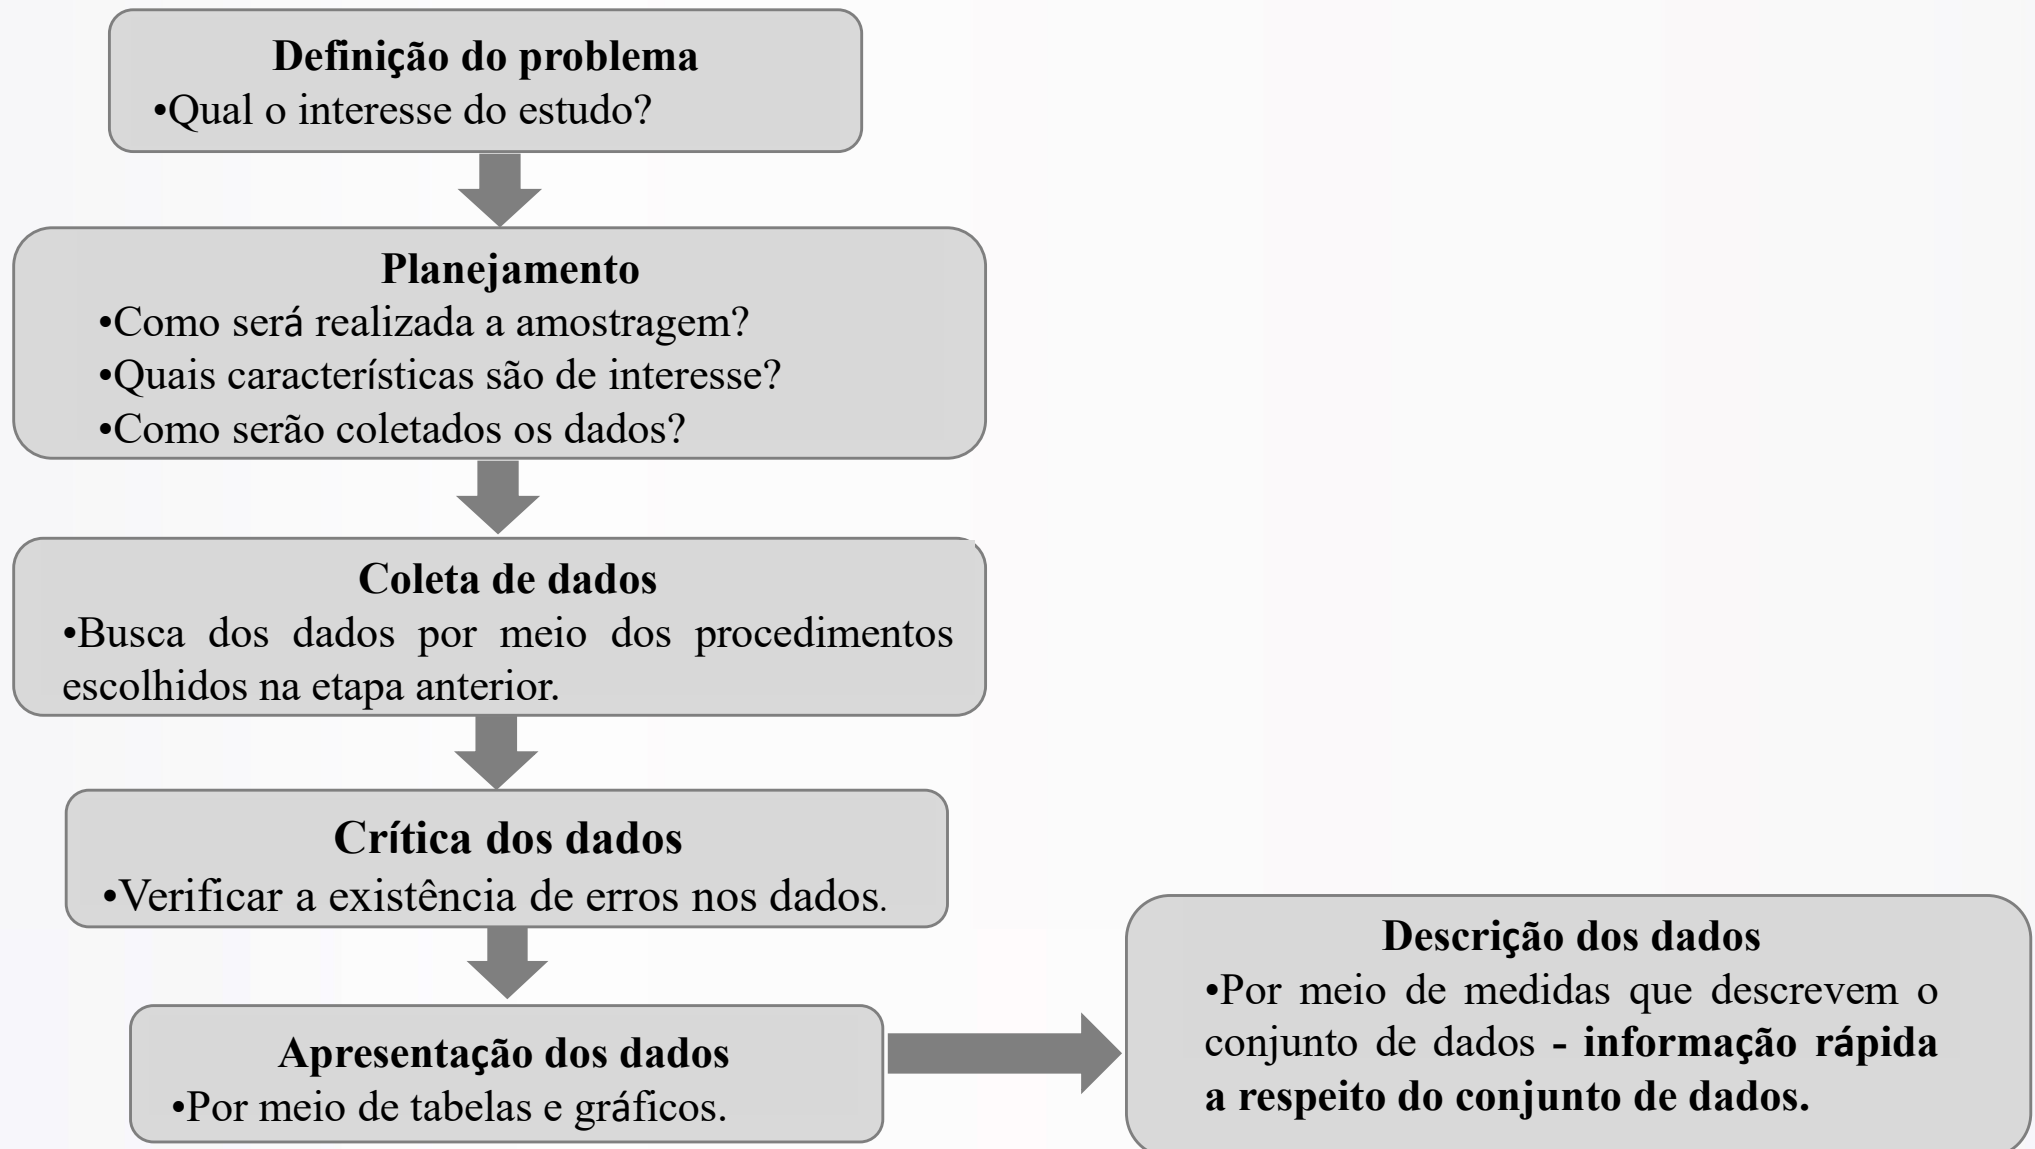 Definição do problema
•Qual o interesse do estudo?
Planejamento
•Como será realizada a amostragem?
•Quais características são de interesse?
•Como serão coletados os dados?
Coleta de dados
•Busca dos dados por meio dos procedimentos
escolhidos na etapa anterior.
Crítica dos dados
•Verificar a existência de erros nos dados.
Apresentação dos dados
•Por meio de tabelas e gráficos.
Descrição dos dados
•Por meio de medidas que descrevem o
conjunto de dados - informação rápida
a respeito do conjunto de dados.